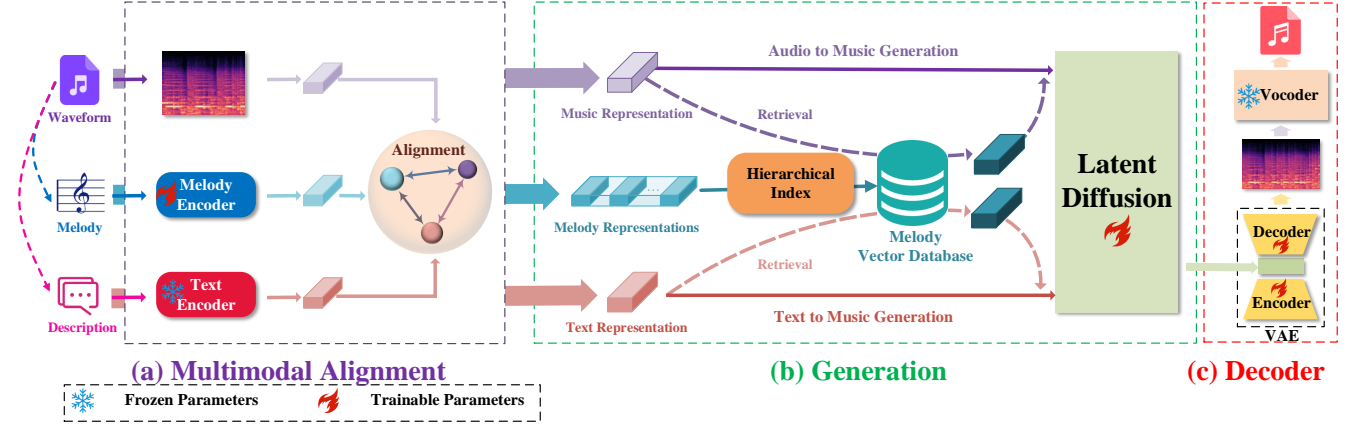 Waveform
Melody
Description
Melody
Encoder
Text
Encoder
Alignment
(a) Multimodal Alignment
Music Representation
Melody Representations
Text Representation
Audio to Music Generation
Retrieval
Hierarchical
Index
Melody
Vector Database
Retrieval
Text to Music Generation
Latent
Diffusion
(b) Generation
Vocoder
Decoder
Encoder
VAE
(c) Decoder
Frozen Parameters
Trainable Parameters